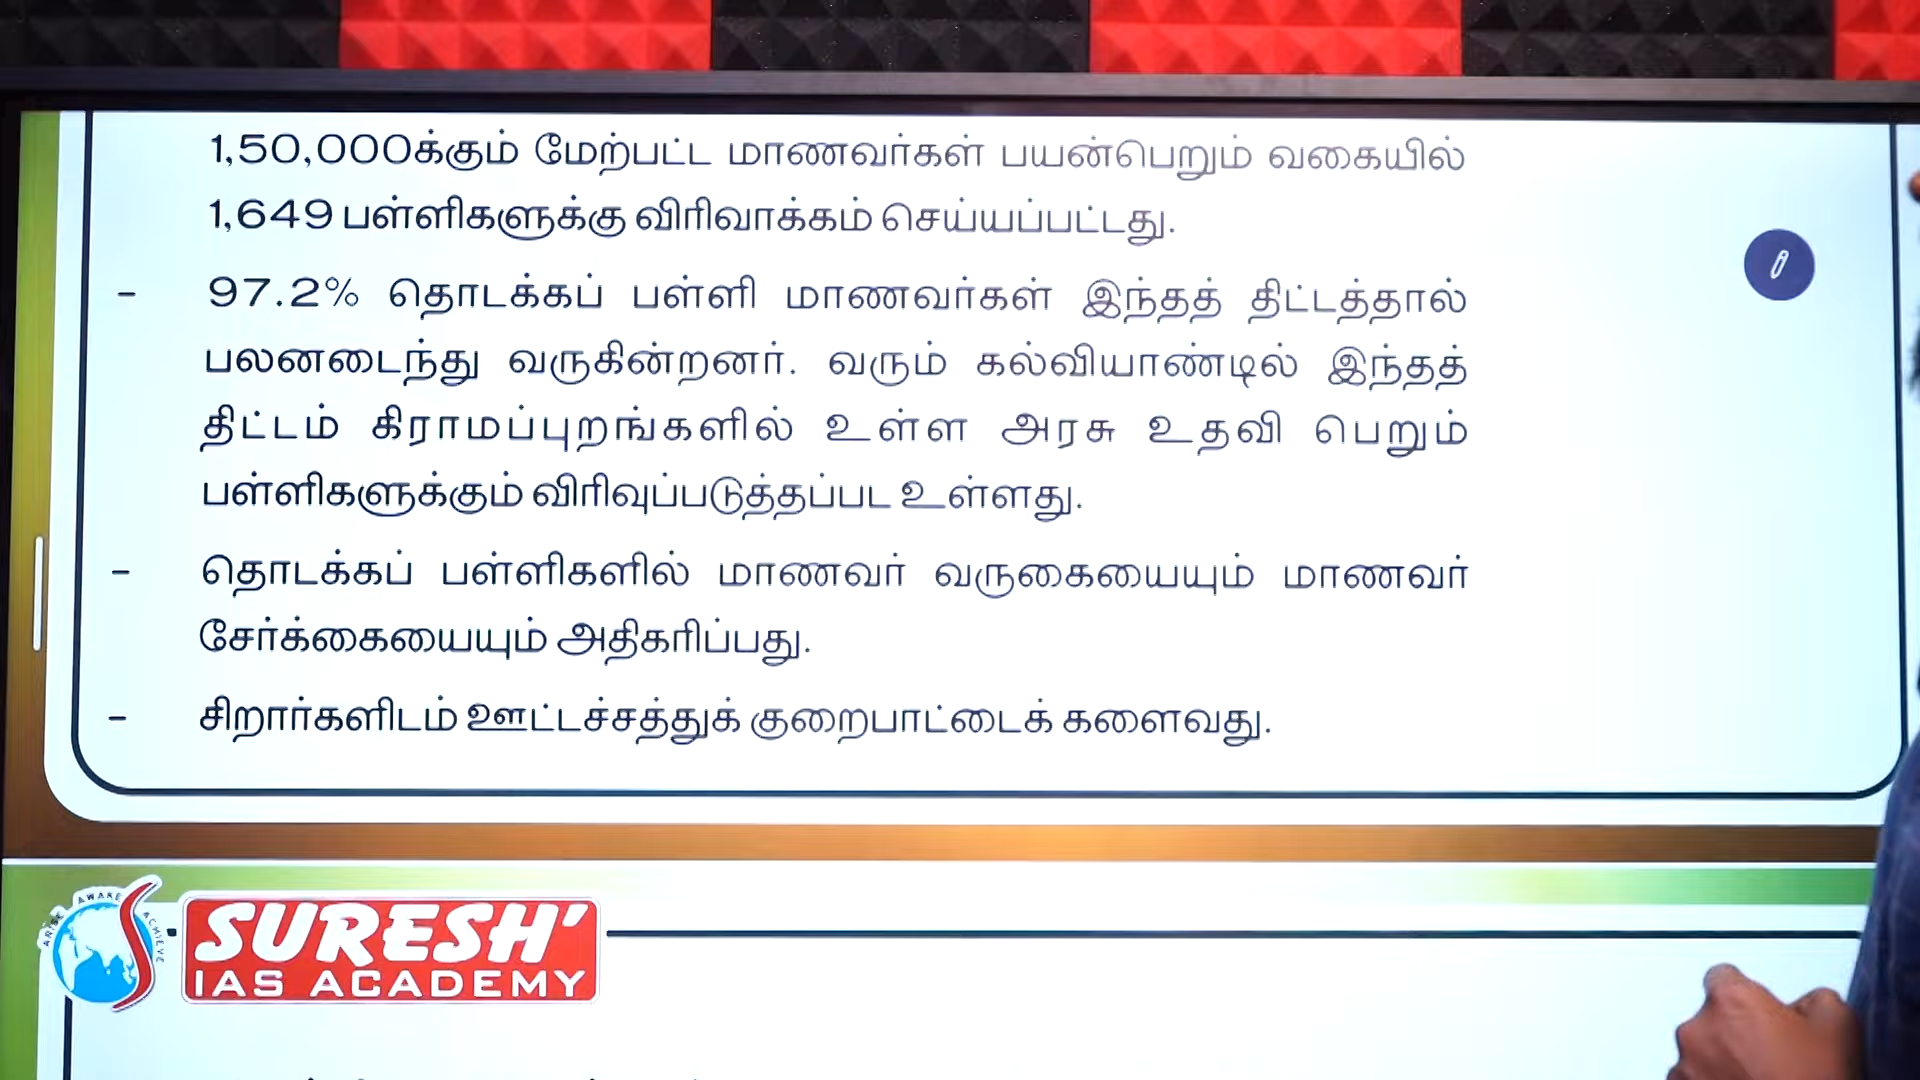 1,50,000க்கும் மேற்பட்ட மாணவர்கள் பயன்பெறும் வகையில்
1,649 பள்ளிகளுக்கு விரிவாக்கம் செய்யப்பட்டது.
- 97.2% தொடக்கப் பள்ளி மாணவர்கள் இந்தத் திட்டத்தால்
பலனடைந்து வருகின்றனர். வரும் கல்வியாண்டில் இந்தத்
திட்டம் கிராமப்புறங்களில் உள்ள அரசு உதவி பெறும்
பள்ளிகளுக்கும் விரிவுப்படுத்தப்பட உள்ளது.
- தொடக்கப் பள்ளிகளில் மாணவர் வருகையையும் மாணவர்
சேர்க்கையையும் அதிகரிப்பது.
- சிறார்களிடம் ஊட்டச்சத்துக் குறைபாட்டைக் களைவது.
ARISE AWAKE ACHIEVE
SURESH'
IAS ACADEMY